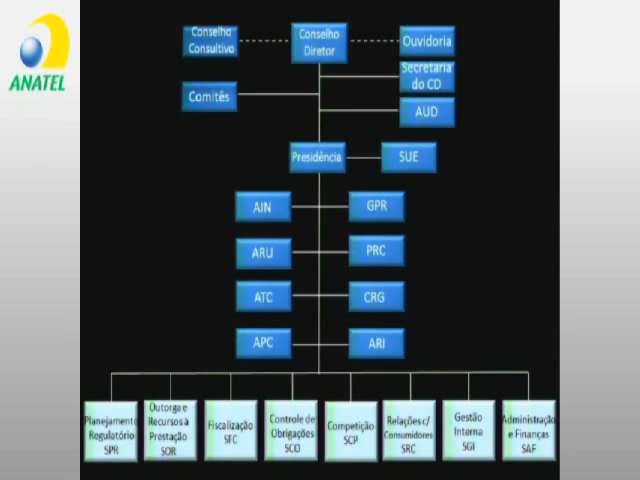 ANATEL
Conselho
Consultivo
Conselho
Diretor
Ouvidoria
Secretaria
do CD
Comitês
AUD
Presidência
SUE
AIN
GPR
ARU
PRC
ATC
CRG
APC
ARI
Planejamento
Regulatório
SPR
Outorga e
Recursos à
Prestação
SOR
Fiscalização
SFC
Controle de
Obrigações
SCO
Competição
SCP
Relações c/
Consumidores
SRC
Gestão
Interna
SGI
Administração
e Finanças
SAF